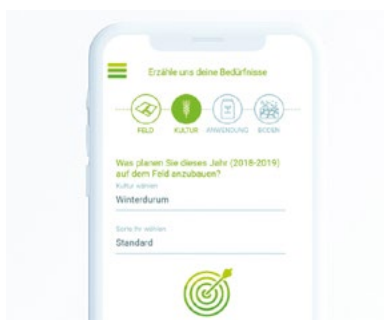 Erzähle uns deine Bedürfnisse
FELD KULTUR ANWENDUNG BODEN
Was planen Sie dieses Jahr (2018-2019)
auf dem Feld anzubauen?
Kultur wählen
Winterdurum
Sorte Ihr wählen
Standard